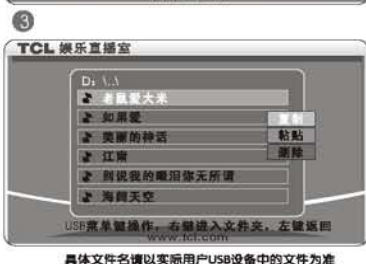 3
TCL 娱乐直播室
D: \..\
老鼠爱大米
如果爱
复制
美丽的神话
粘贴
江南
删除
别说我的眼泪你无所谓
海阔天空
USB菜单键操作，右键进入文件夹，左键返回
www.tcl.com
具体文件名请以实际用户USB设备中的文件为准